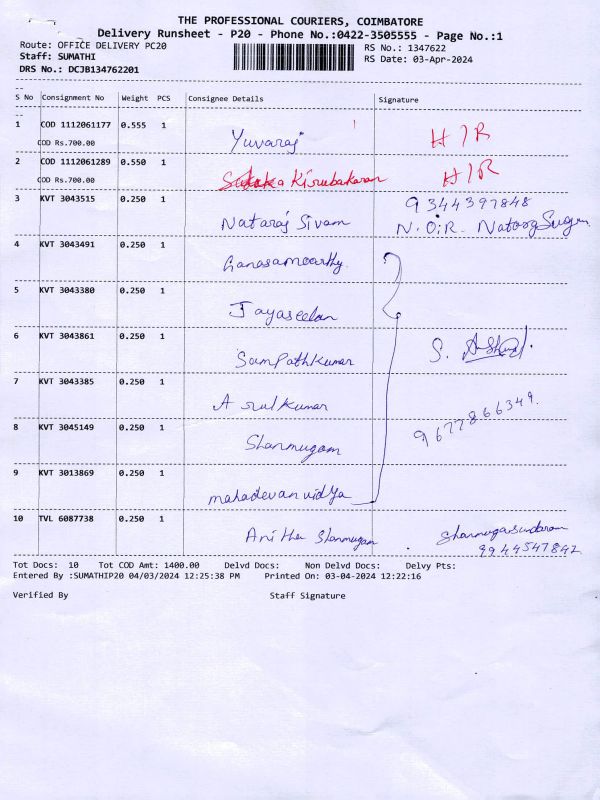 THE PROFESSIONAL COURIERS, COIMBATORE
Delivery Runsheet - P20 - Phone No.:0422-3505555 - Page No.:1
Route: OFFICE DELIVERY PC20
RS No.: 1347622
Staff: SUMATHI
RS Date: 03-Apr-2024
DRS No.: DCJB134762201
S No Consignment No Weight PCS Consignee Details Signature
1 COD 1112061177 0.555 1 Yuvaraj H/R
COD Rs.700.00
2 COD 1112061289 0.550 1 Kirubakaran H/R
COD Rs.700.00
3 KVT 3043515 0.250 1 Nataraj Sivam 9344397848
N.O.R.
4 KVT 3043491 0.250 1 Ganasamoorthy
5 KVT 3043380 0.250 1 Jayaseelan
6 KVT 3043861 0.250 1 Sampathkumar S.
7 KVT 3043385 0.250 1 Arulkumar
8 KVT 3045149 0.250 1 Shanmugam 9677866349.
9 KVT 3013869 0.250 1 mahadevan vidya
10 TVL 6087738 0.250 1 Anitha Shanmugam Shanmugasundaram
9944547842
Tot Docs: 10 Tot COD Amt: 1400.00 Delvd Docs: Non Delvd Docs: Delvy Pts:
Entered By :SUMATHIP20 04/03/2024 12:25:38 PM Printed On: 03-04-2024 12:22:16
Verified By Staff Signature